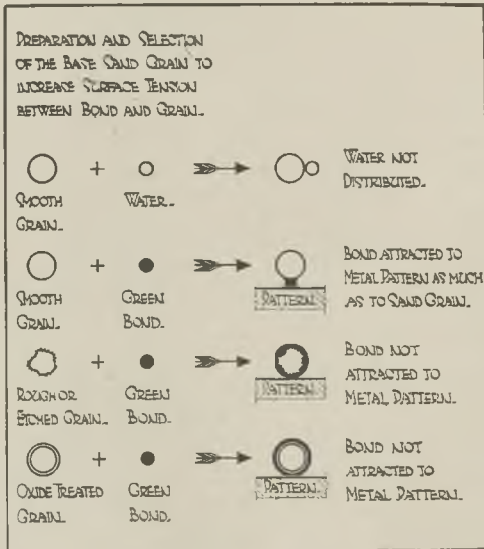 PREPARATION AND SELECTION
OF THE BASE SAND GRAIN TO
INCREASE SURFACE TENSION
BETWEEN BOND AND GRAIN.
SMOOTH
GRAIN.
+
WATER.
WATER NOT
DISTRIBUTED.
SMOOTH
GRAIN.
+
GREEN
BOND.
PATTERN.
BOND ATTRACTED TO
METAL PATTERN AS MUCH
AS TO SAND GRAIN.
ROUGH OR
ETCHED GRAIN.
+
GREEN
BOND.
PATTERN.
BOND NOT
ATTRACTED TO
METAL PATTERN.
OXIDE TREATED
GRAIN.
+
GREEN
BOND.
PATTERN.
BOND NOT
ATTRACTED TO
METAL PATTERN.